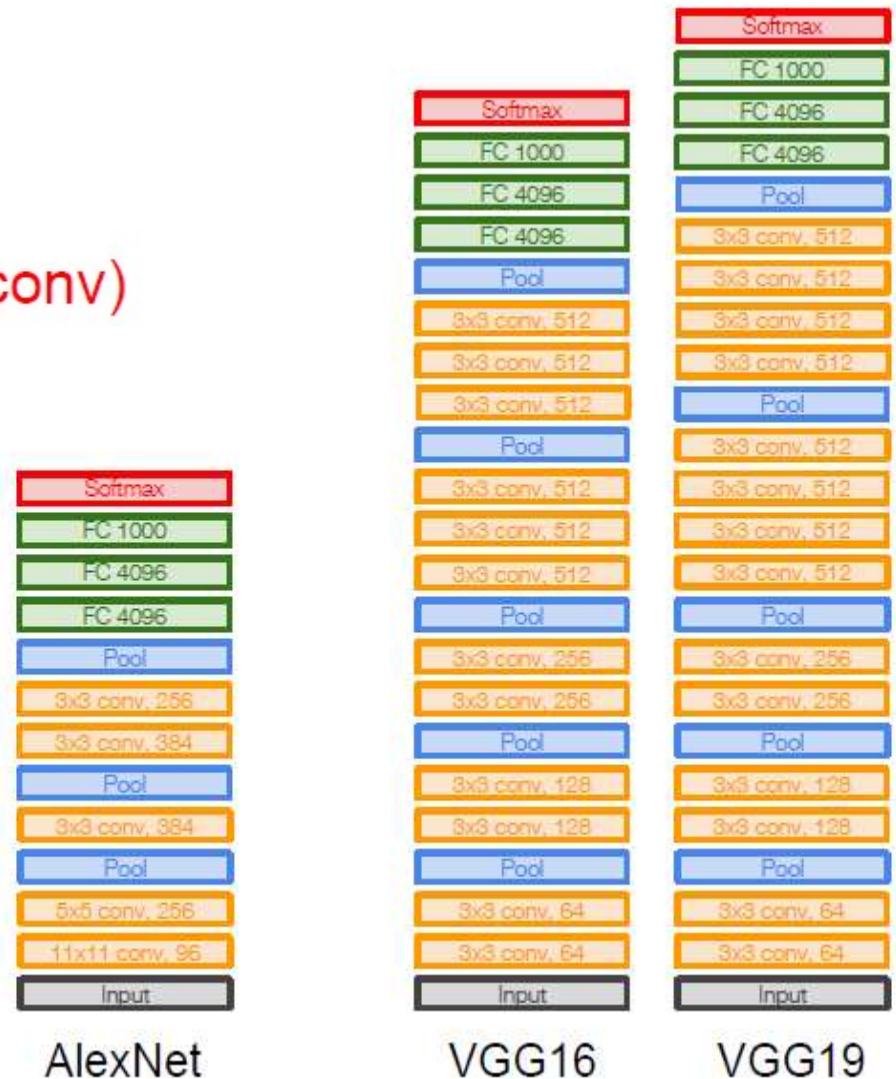 conv)
Softmax
FC 1000
FC 4096
FC 4096
Pool
3x3 conv, 256
3x3 conv, 384
Pool
3x3 conv, 384
Pool
5x5 conv, 256
11x11 conv, 96
Input
AlexNet
Softmax
FC 1000
FC 4096
FC 4096
Pool
3x3 conv, 512
3x3 conv, 512
3x3 conv, 512
Pool
3x3 conv, 512
3x3 conv, 512
3x3 conv, 512
Pool
3x3 conv, 256
3x3 conv, 256
Pool
3x3 conv, 128
3x3 conv, 128
Pool
3x3 conv, 64
3x3 conv, 64
Input
VGG16
Softmax
FC 1000
FC 4096
FC 4096
Pool
3x3 conv, 512
3x3 conv, 512
3x3 conv, 512
3x3 conv, 512
Pool
3x3 conv, 512
3x3 conv, 512
3x3 conv, 512
3x3 conv, 512
Pool
3x3 conv, 256
3x3 conv, 256
Pool
3x3 conv, 128
3x3 conv, 128
Pool
3x3 conv, 64
3x3 conv, 64
Input
VGG19